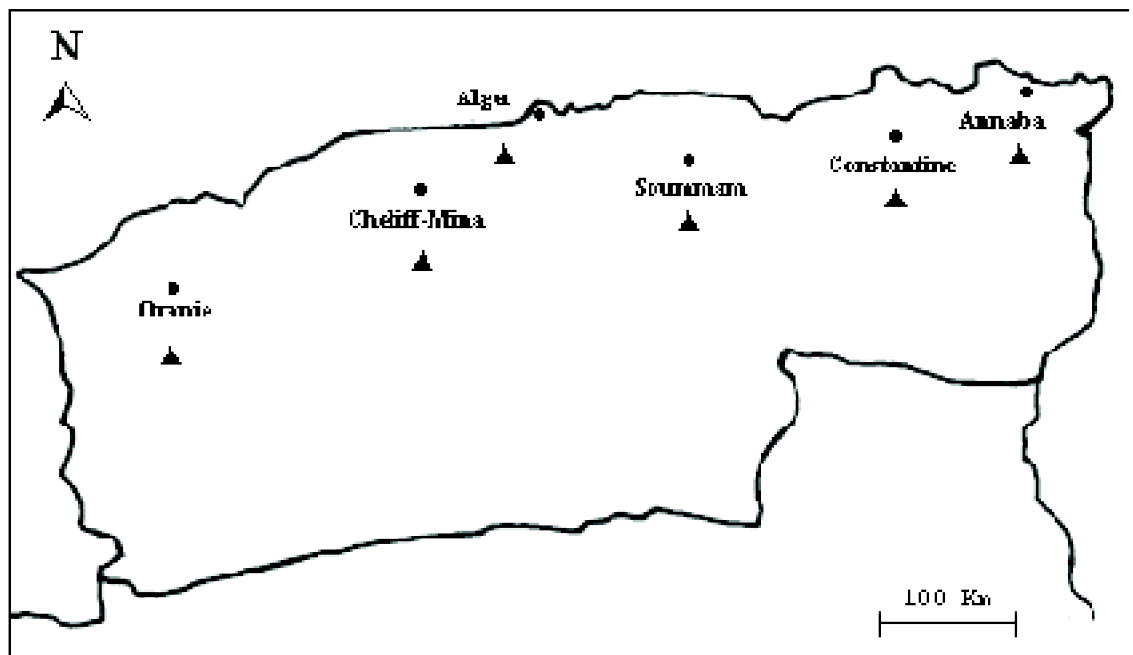 N
Alger
Annaba
Constantine
Soummam
Cheliff-Mina
Oranie
100 Km